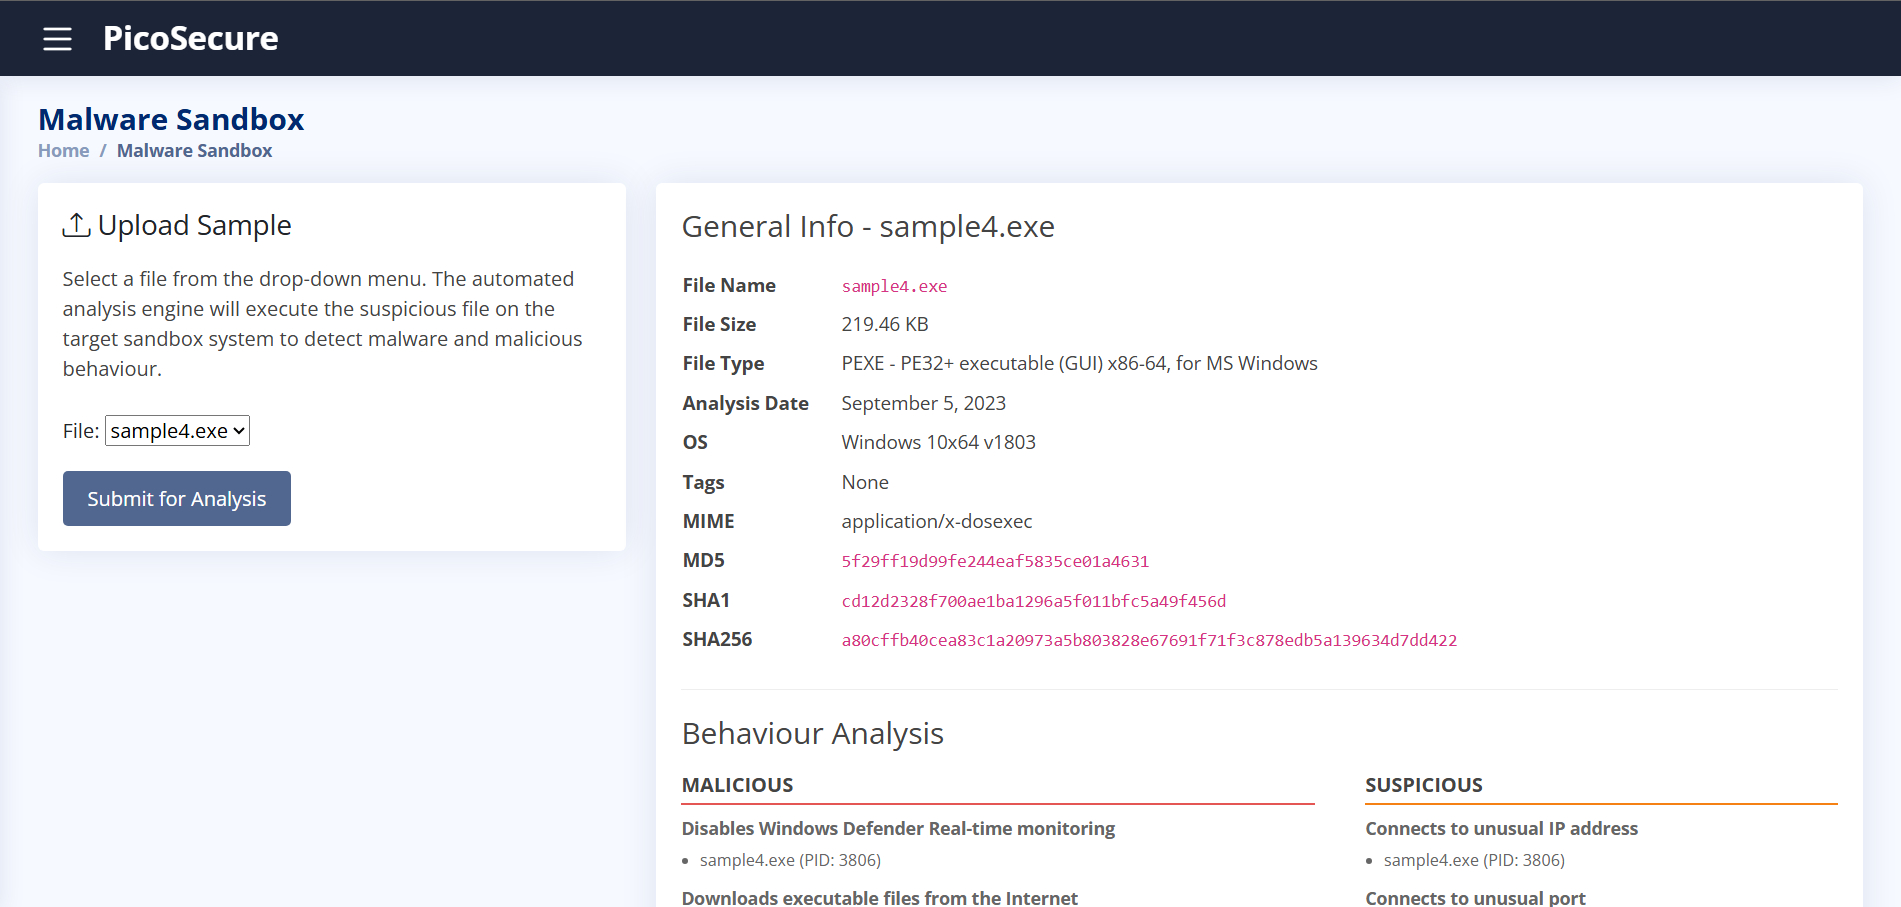 PicoSecure
Malware Sandbox
Home / Malware Sandbox
Upload Sample
Select a file from the drop-down menu. The automated
analysis engine will execute the suspicious file on the
target sandbox system to detect malware and malicious
behaviour.
File: sample4.exe
Submit for Analysis
General Info - sample4.exe
File Name sample4.exe
File Size 219.46 KB
File Type PEXE - PE32+ executable (GUI) x86-64, for MS Windows
Analysis Date September 5, 2023
OS Windows 10x64 v1803
Tags None
MIME application/x-dosexec
MD5 5f29ff19d99fe244eaf5835ce01a4631
SHA1 cd12d2328f700ae1ba1296a5f011bfc5a49f456d
SHA256 a80cffb40cea83c1a20973a5b803828e67691f71f3c878edb5a139634d7dd422
Behaviour Analysis
MALICIOUS
Disables Windows Defender Real-time monitoring
• sample4.exe (PID: 3806)
Downloads executable files from the Internet
SUSPICIOUS
Connects to unusual IP address
• sample4.exe (PID: 3806)
Connects to unusual port